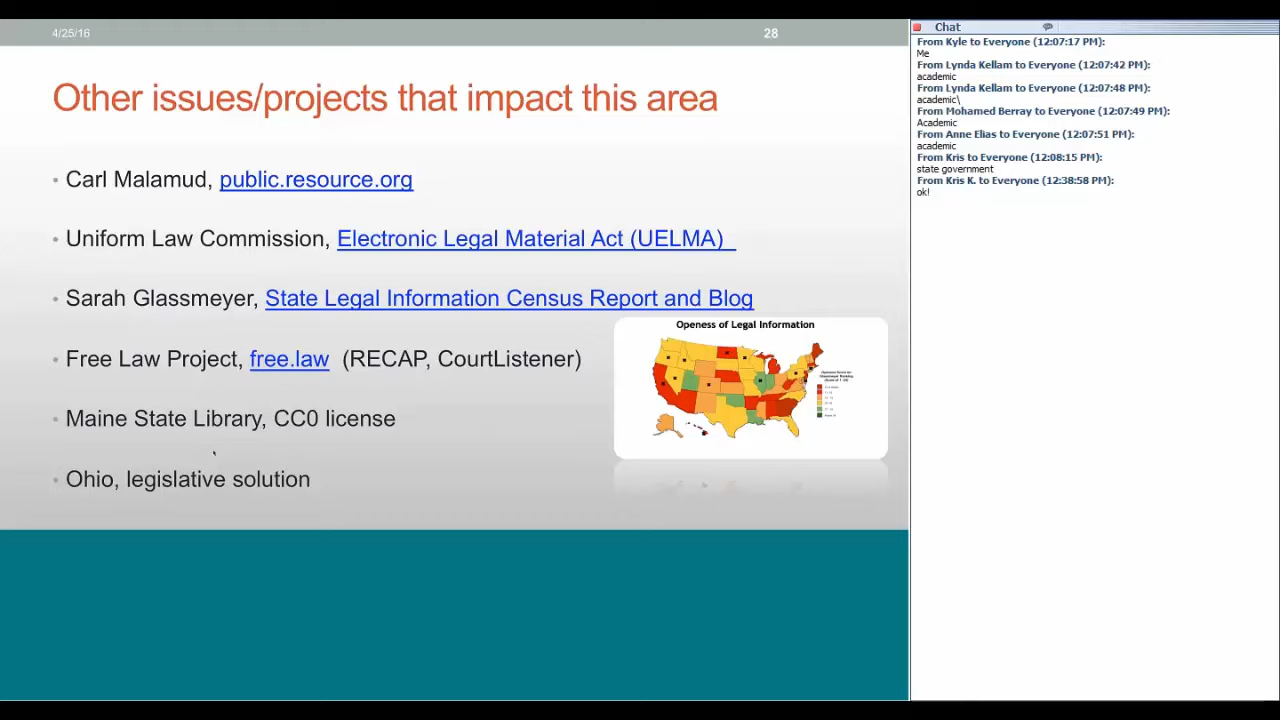 4/25/16
28
Other issues/projects that impact this area
• Carl Malamud, public.resource.org
• Uniform Law Commission, Electronic Legal Material Act (UELMA)
• Sarah Glassmeyer, State Legal Information Census Report and Blog
Openness of Legal Information
• Free Law Project, free.law (RECAP, CourtListener)
• Maine State Library, CC0 license
• Ohio, legislative solution
Chat
From Kyle to Everyone (12:07:17 PM):
Me
From Lynda Kellam to Everyone (12:07:42 PM):
academic
From Lynda Kellam to Everyone (12:07:48 PM):
academic\
From Mohamed Berray to Everyone (12:07:49 PM):
Academic
From Anne Elias to Everyone (12:07:51 PM):
academic
From Kris to Everyone (12:08:15 PM):
state government
From Kris K. to Everyone (12:38:58 PM):
ok!